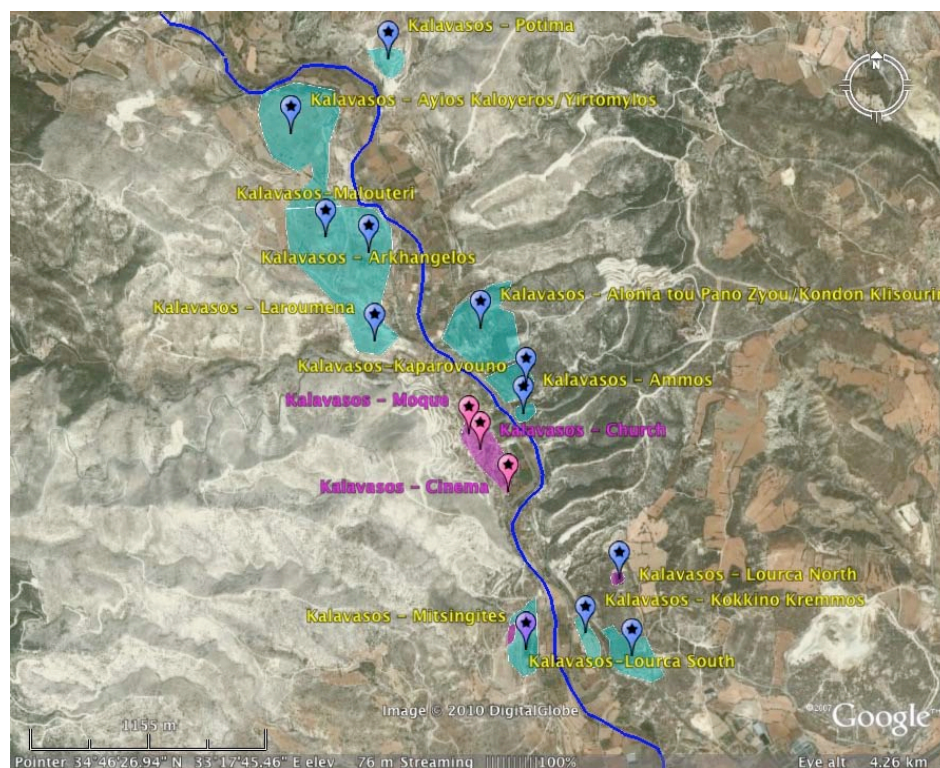 Kalavasos - Potima
N
Kalavasos - Ayios Kaloyeros/Yirtomylos
Kalavasos-Malouteri
Kalavasos - Arkhangelos
Kalavasos - Alonia tou Pano Zyou/Kondon Klisouri
Kalavasos - Laroumena
Kalavasos-Kaparovouno
Kalavasos - Ammos
Kalavasos - Moque
Kalavasos - Church
Kalavasos - Cinema
Kalavasos - Lourca North
Kalavasos - Kokkino Kremmos
Kalavasos - Mitsingites
Kalavasos-Lourca South
Image © 2010 DigitalGlobe
©2007 Google™
1155 m
Pointer 34°46'26.94" N 33°17'45.46" E elev 76 m Streaming ||||||||| 100% Eye alt 4.26 km